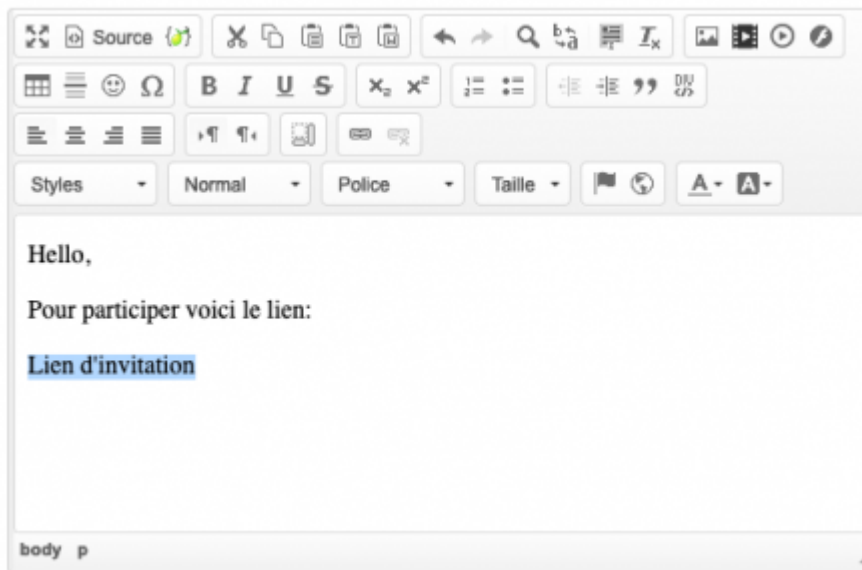 Source
Styles Normal Police Taille
Hello,
Pour participer voici le lien:
Lien d'invitation
body p